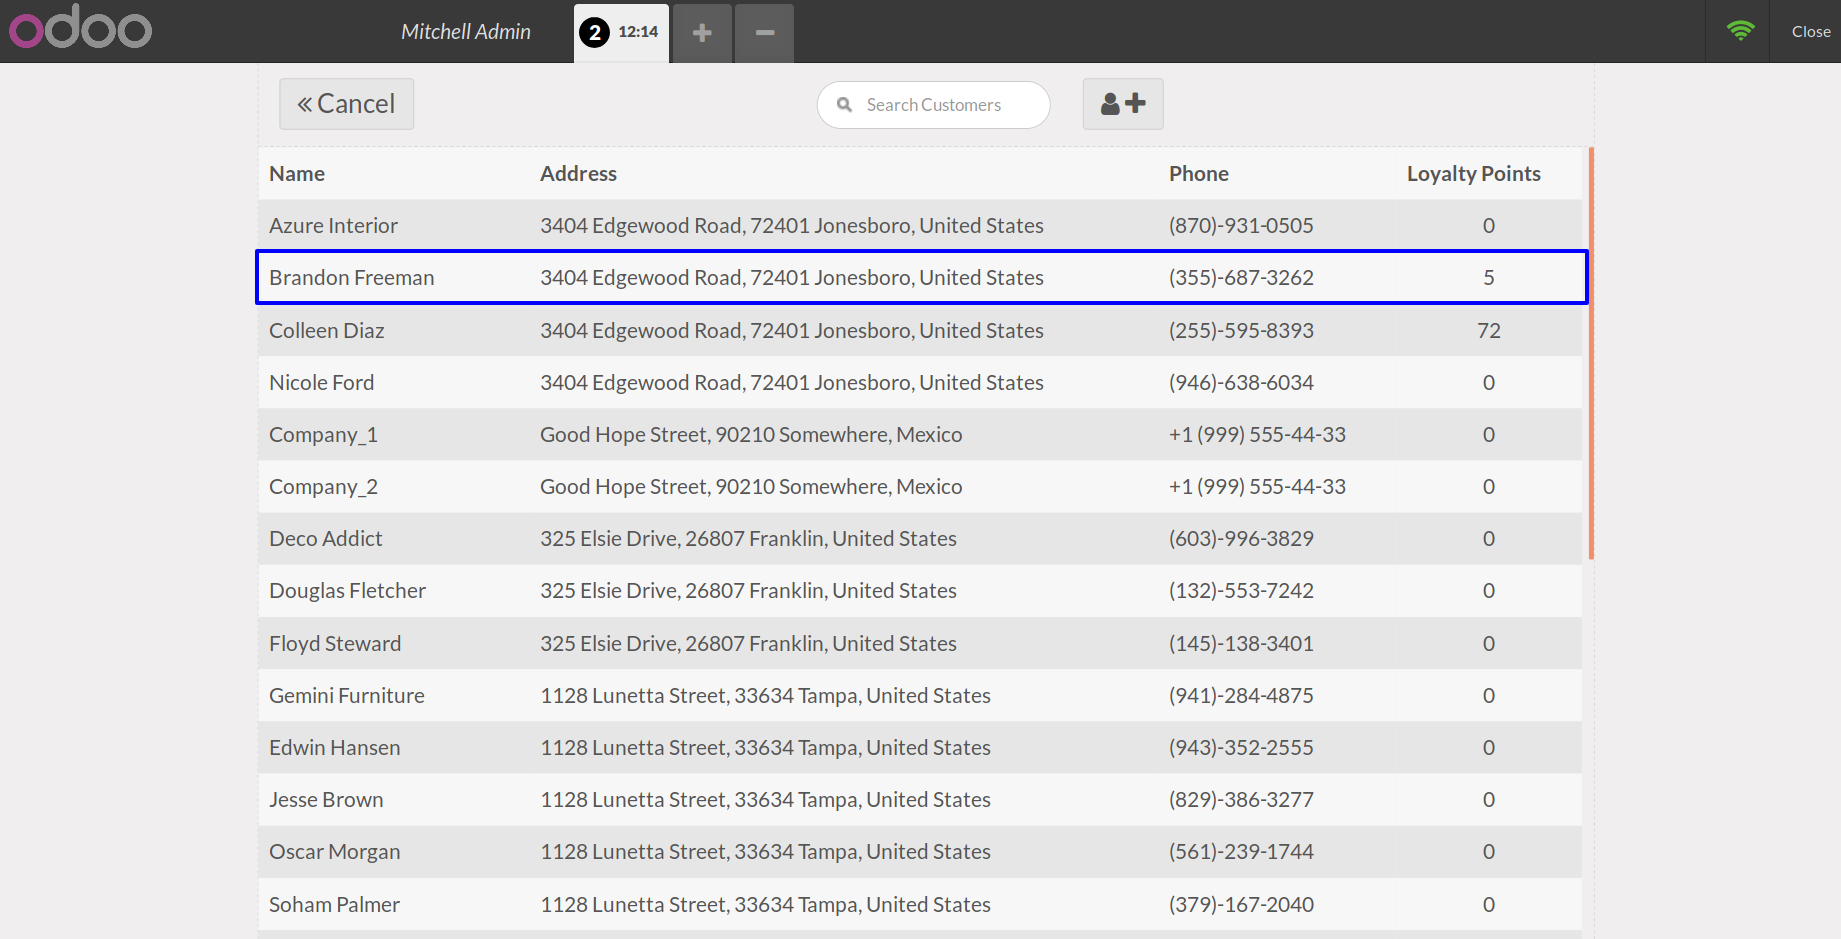 odoo Mitchell Admin 2 12:14 Close
Cancel Search Customers
Name Address Phone Loyalty Points
Azure Interior 3404 Edgewood Road, 72401 Jonesboro, United States (870)-931-0505 0
Brandon Freeman 3404 Edgewood Road, 72401 Jonesboro, United States (355)-687-3262 5
Colleen Diaz 3404 Edgewood Road, 72401 Jonesboro, United States (255)-595-8393 72
Nicole Ford 3404 Edgewood Road, 72401 Jonesboro, United States (946)-638-6034 0
Company_1 Good Hope Street, 90210 Somewhere, Mexico +1 (999) 555-44-33 0
Company_2 Good Hope Street, 90210 Somewhere, Mexico +1 (999) 555-44-33 0
Deco Addict 325 Elsie Drive, 26807 Franklin, United States (603)-996-3829 0
Douglas Fletcher 325 Elsie Drive, 26807 Franklin, United States (132)-553-7242 0
Floyd Steward 325 Elsie Drive, 26807 Franklin, United States (145)-138-3401 0
Gemini Furniture 1128 Lunetta Street, 33634 Tampa, United States (941)-284-4875 0
Edwin Hansen 1128 Lunetta Street, 33634 Tampa, United States (943)-352-2555 0
Jesse Brown 1128 Lunetta Street, 33634 Tampa, United States (829)-386-3277 0
Oscar Morgan 1128 Lunetta Street, 33634 Tampa, United States (561)-239-1744 0
Soham Palmer 1128 Lunetta Street, 33634 Tampa, United States (379)-167-2040 0